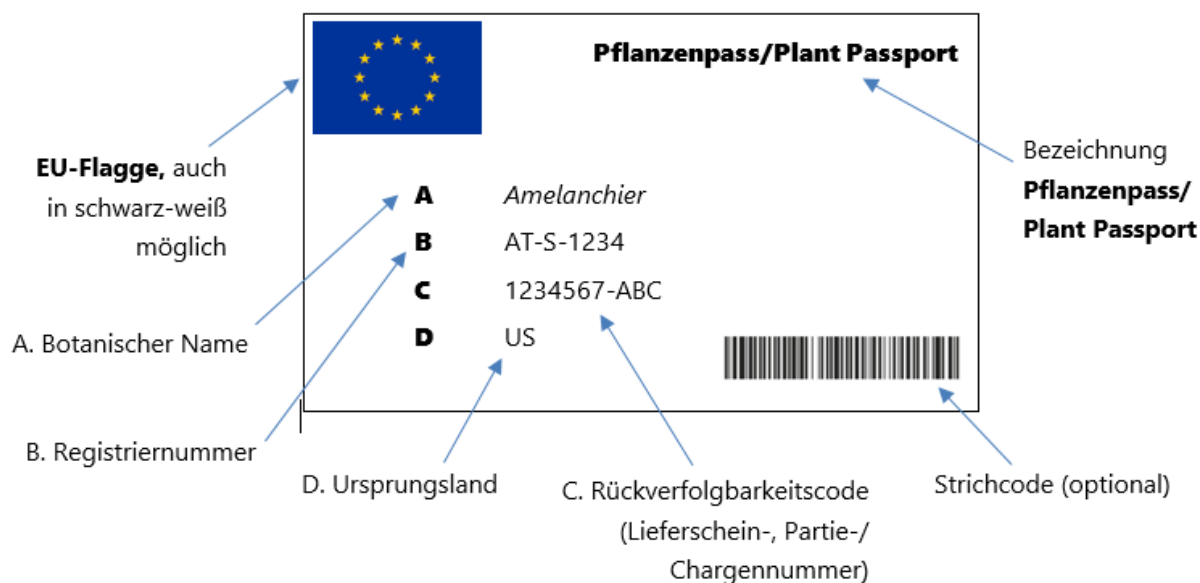 Pflanzenpass/Plant Passport
EU-Flagge, auch
in schwarz-weiß
möglich
Bezeichnung
Pflanzenpass/
Plant Passport
A Amelanchier
B AT-S-1234
C 1234567-ABC
D US
A. Botanischer Name
B. Registriernummer
D. Ursprungsland
C. Rückverfolgbarkeitscode
(Lieferschein-, Partie-/
Chargennummer)
Strichcode (optional)